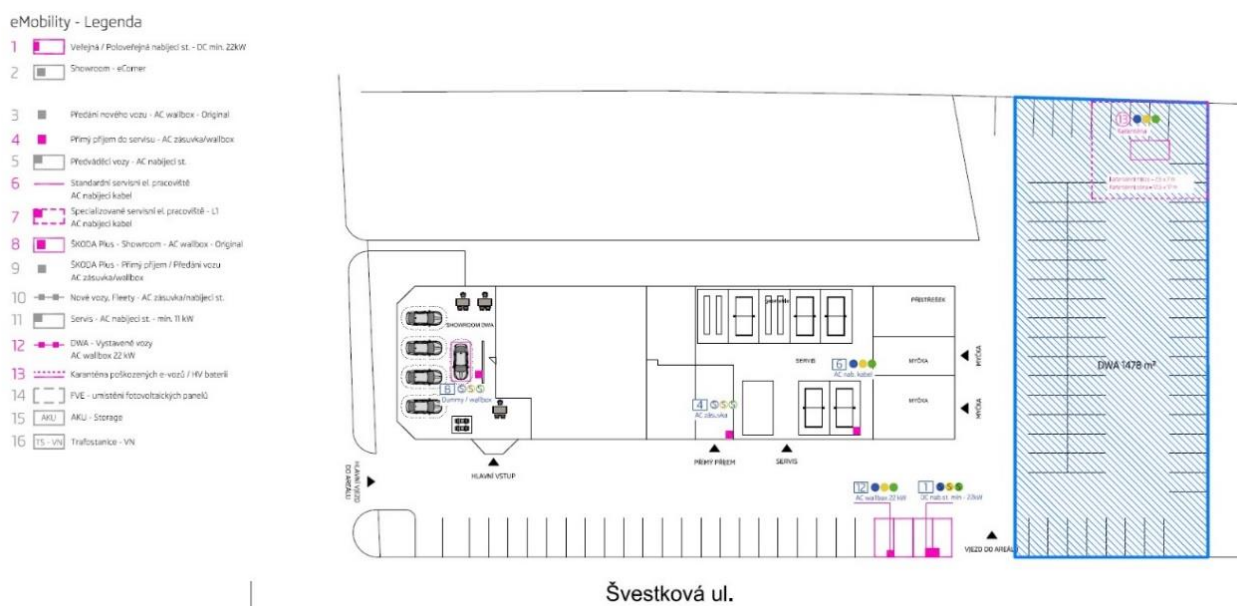 eMobility - Legenda
1 Veřejná / Poloveřejná nabíjecí st. - DC min. 22kW
2 Showroom - eCorner
3 Předání nového vozu - AC wallbox - Original
4 Přímý příjem do servisu - AC zásuvka/wallbox
5 Předváděcí vozy - AC nabíjecí st.
6 Standardní servisní el. pracoviště
AC nabíjecí kabel
7 Specializované servisní el. pracoviště - L1
AC nabíjecí kabel
8 ŠKODA Plus - Showroom - AC wallbox - Original
9 ŠKODA Plus - Přímý příjem / Předání vozu
AC zásuvka/wallbox
10 Nové vozy, Fleety - AC zásuvka/nabíjecí st.
11 Servis - AC nabíjecí st. - min. 11 kW
12 DWA - Vystavené vozy
AC wallbox 22 kW
13 Karanténa poškozených e-vozů / HV baterií
14 FVE - umístění fotovoltaických panelů
15 AKU AKU - Storage
16 TS - VN Trafostanice - VN
13
Karanténa
SHOWROOM DWA
8 S S S
Dummy / wallbox
PŘÍSTŘEŠEK
SERVIS
6
AC nab. kabel
MYČKA
MYČKA
MYČKA
MYČKA
4 S S S
AC zásuvka
DWA 1478 m²
HLAVNÍ VSTUP
PŘÍMÝ PŘÍJEM
SERVIS
HLAVNÍ VJEZD
DO AREÁLU
12
AC wallbox 22 kW
1 S S
DC nab.st. min - 22kW
VJEZD DO AREÁLU
Švestková ul.